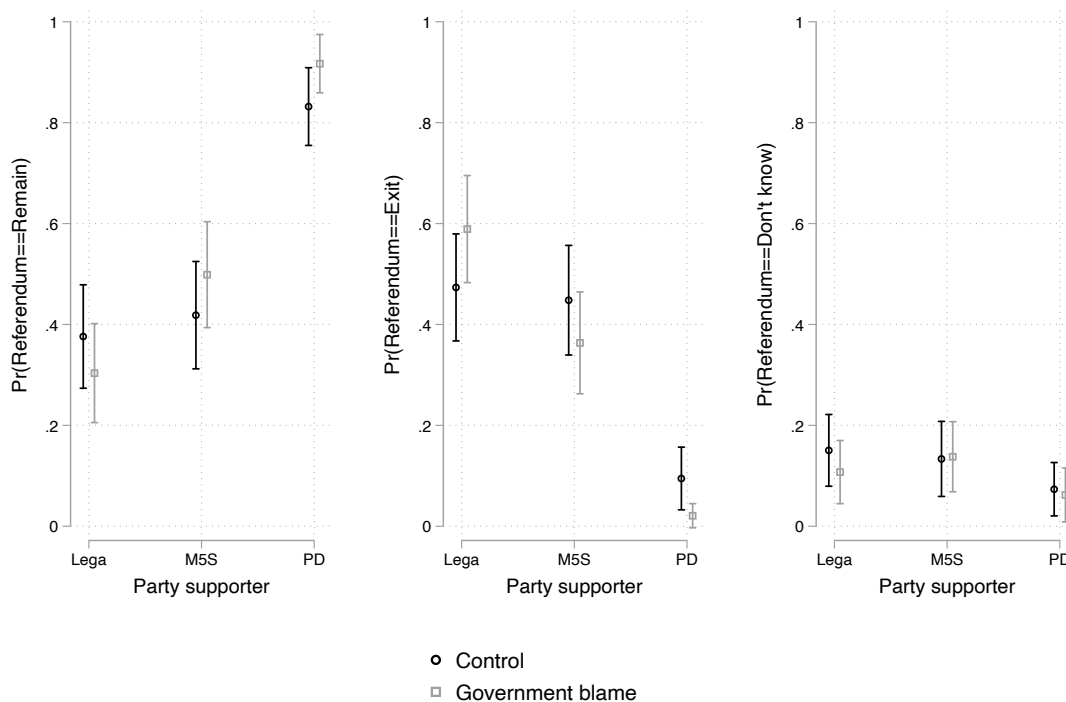 Pr(Referendum==Remain)
1
.8
.6
.4
.2
0
Lega M5S PD
Party supporter
Pr(Referendum==Exit)
1
.8
.6
.4
.2
0
Lega M5S PD
Party supporter
Pr(Referendum==Don't know)
1
.8
.6
.4
.2
0
Lega M5S PD
Party supporter
Control
Government blame